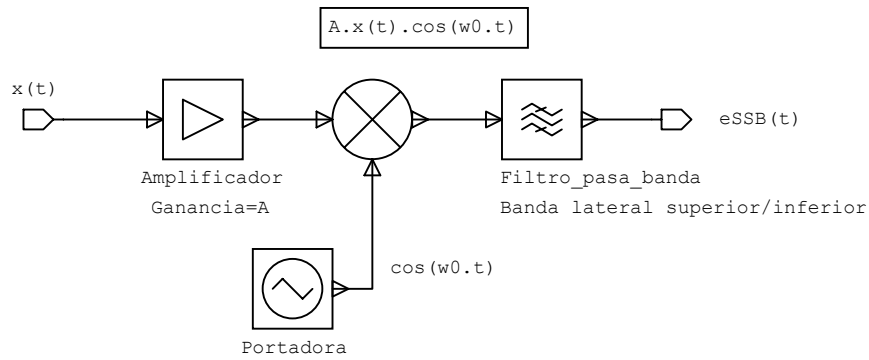 A.x(t).cos(w0.t)
x(t)
eSSB(t)
Amplificador
Ganancia=A
Filtro_pasa_banda
Banda lateral superior/inferior
cos(w0.t)
Portadora